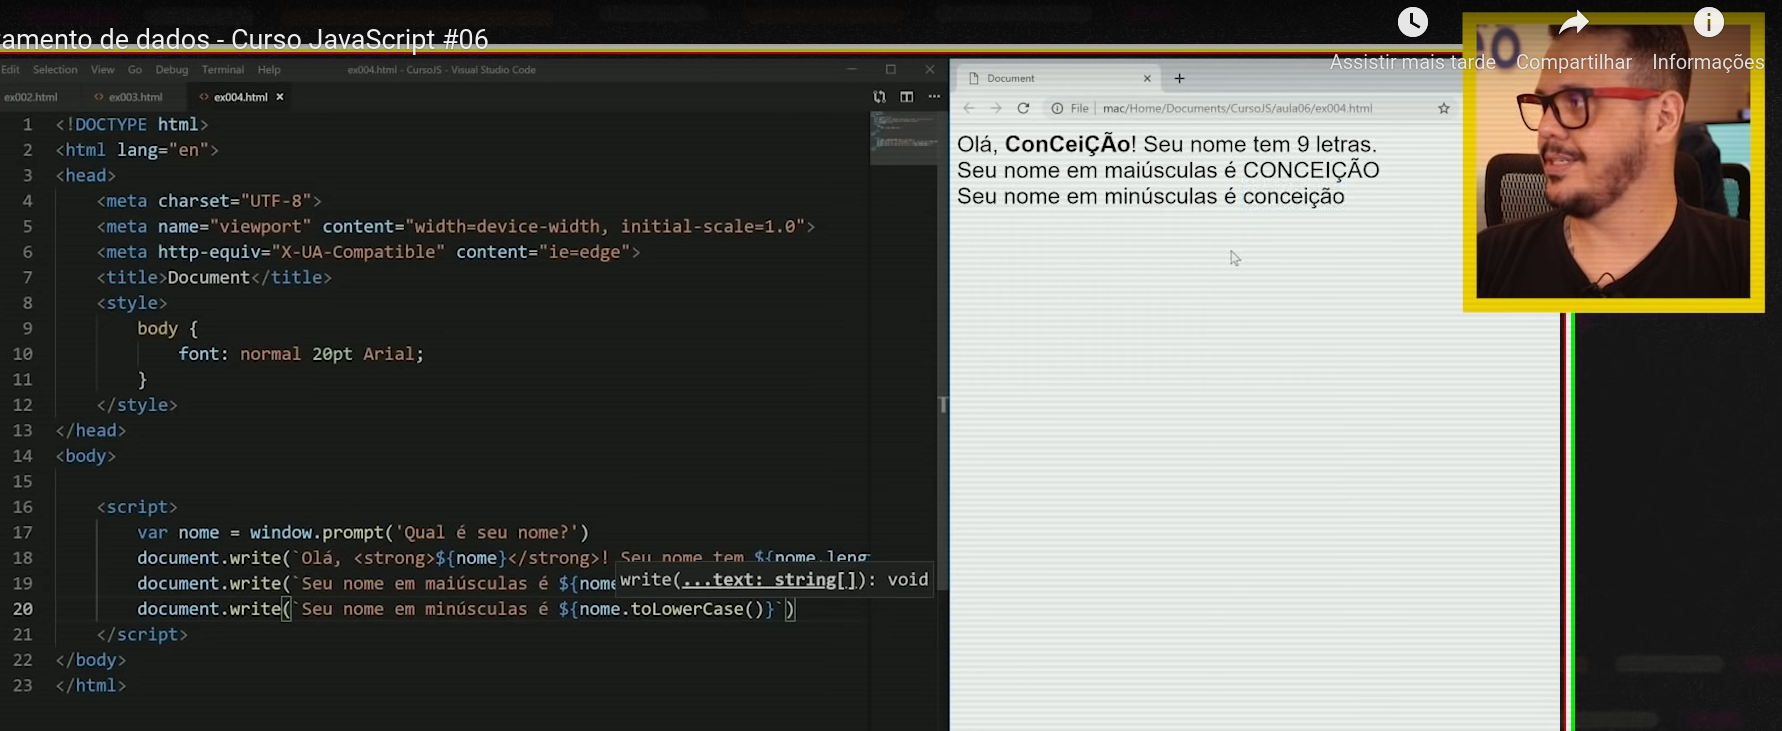 tamento de dados - Curso JavaScript #06
Assistir mais tarde
Compartilhar
Informações
Edit Selection View Go Debug Terminal Help
ex004.html - CursoJS - Visual Studio Code
ex002.html
ex003.html
ex004.html
1 <!DOCTYPE html>
2 <html lang="en">
3 <head>
4 <meta charset="UTF-8">
5 <meta name="viewport" content="width=device-width, initial-scale=1.0">
6 <meta http-equiv="X-UA-Compatible" content="ie=edge">
7 <title>Document</title>
8 <style>
9 body {
10 font: normal 20pt Arial;
11 }
12 </style>
13 </head>
14 <body>
15
16 <script>
17 var nome = window.prompt('Qual é seu nome?')
18 document.write(`Olá, <strong>${nome}</strong>! Seu nome tem ${nome.leng
19 document.write(`Seu nome em maiúsculas é ${nome
write(...text: string[]): void
20 document.write(`Seu nome em minúsculas é ${nome.toLowerCase()}`)
21 </script>
22 </body>
23 </html>
Document
File mac/Home/Documents/CursoJS/aula06/ex004.html
Olá, ConCeiÇÃo! Seu nome tem 9 letras.
Seu nome em maiúsculas é CONCEIÇÃO
Seu nome em minúsculas é conceição